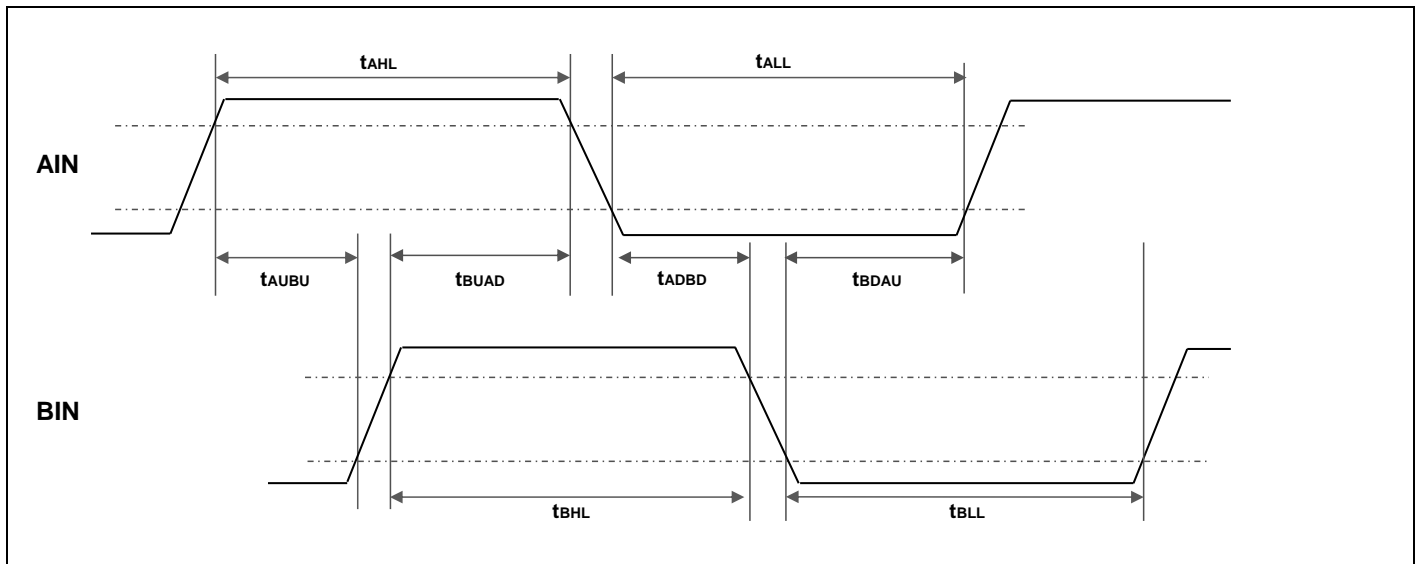 tAHL
tALL
AIN
tAUBU
tBUAD
tADBD
tBDAU
BIN
tBHL
tBLL